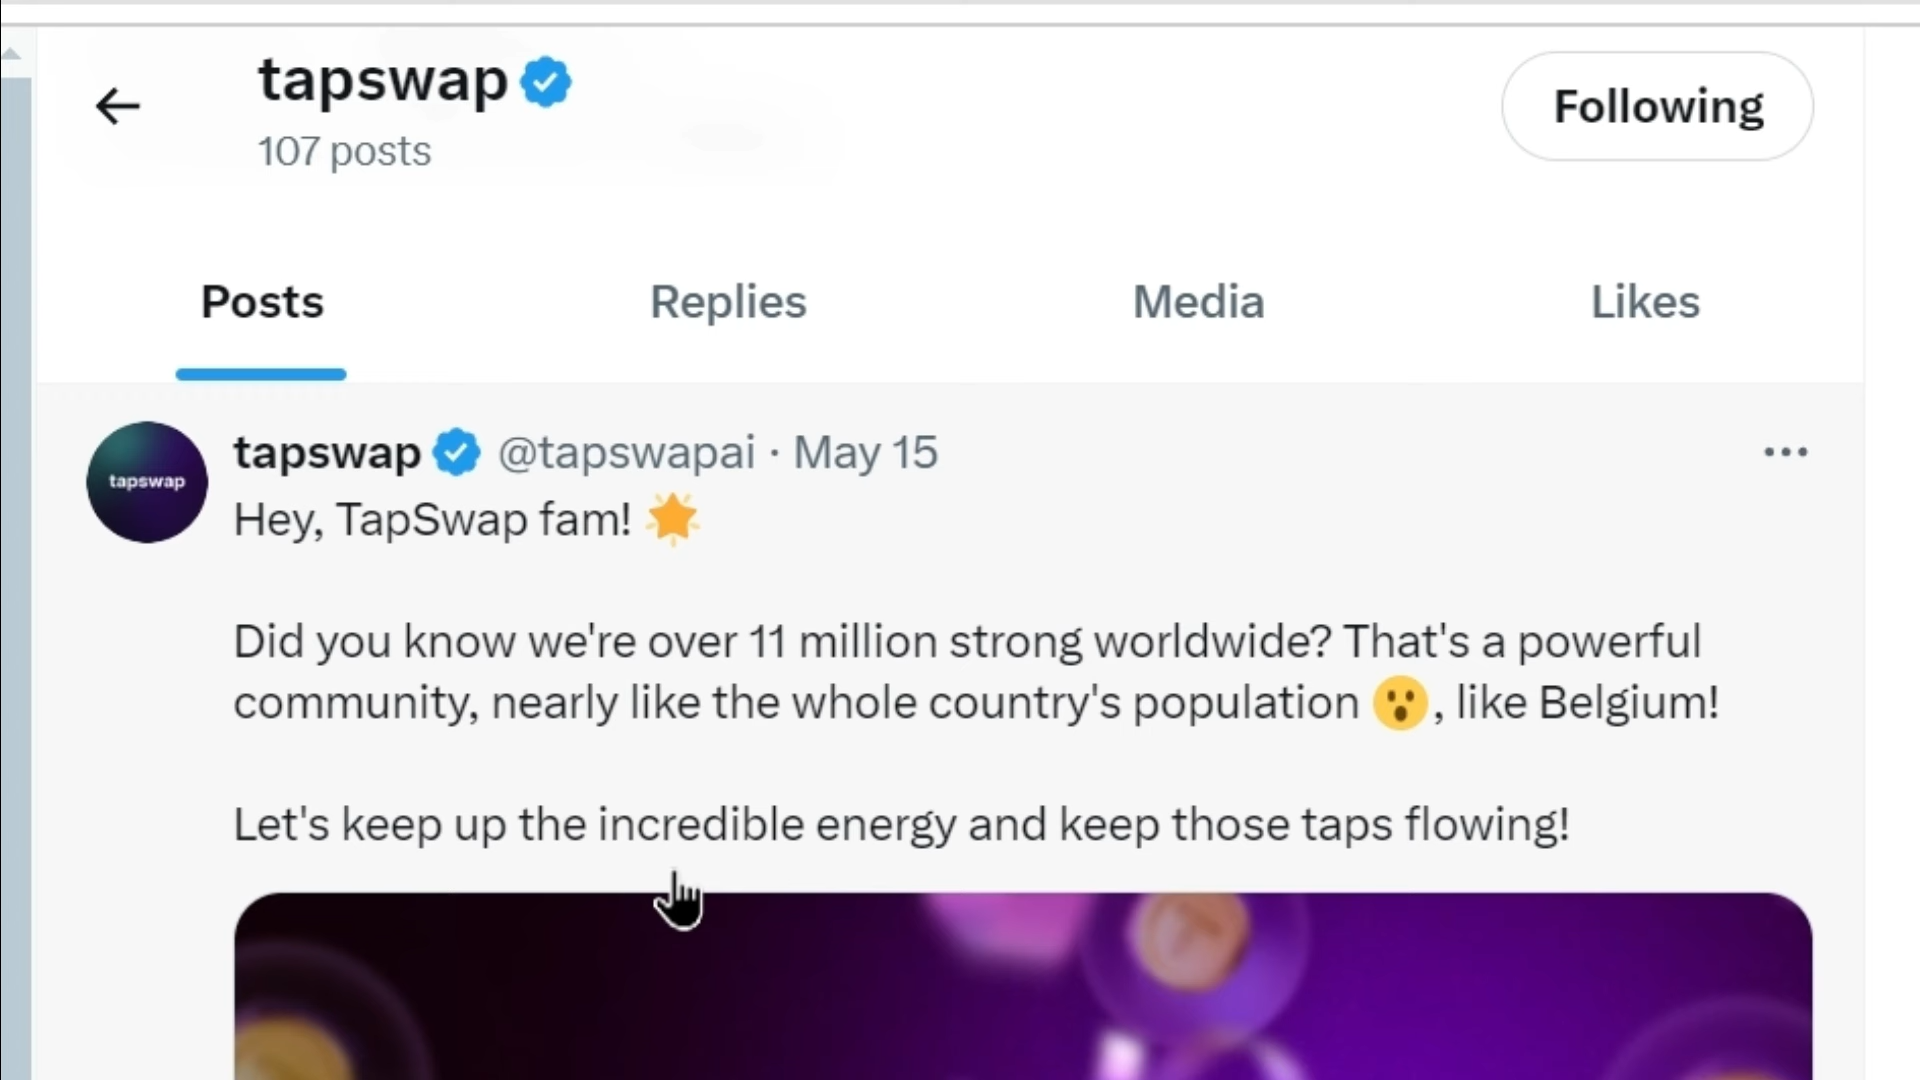 tapswap
107 posts
Following
Posts
Replies
Media
Likes
tapswap
tapswap @tapswapai · May 15
Hey, TapSwap fam! 🌟
Did you know we're over 11 million strong worldwide? That's a powerful
community, nearly like the whole country's population 😮, like Belgium!
Let's keep up the incredible energy and keep those taps flowing!